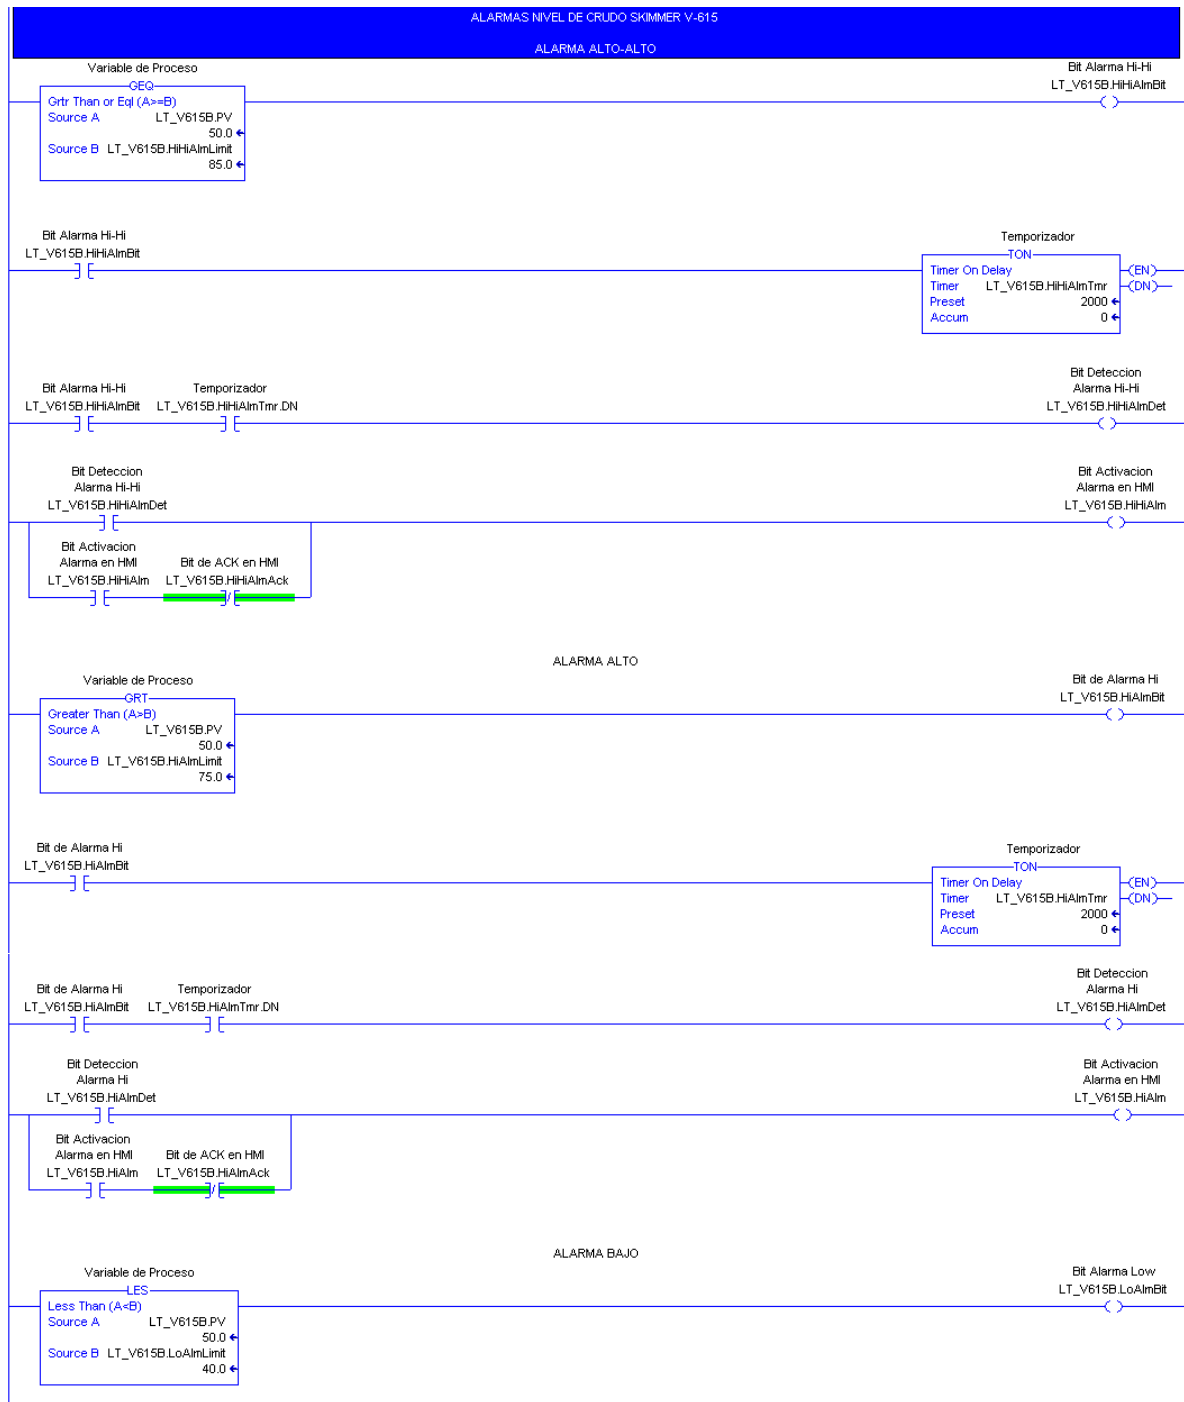 ALARMAS NIVEL DE CRUDO SKIMMER V-615
ALARMA ALTO-ALTO
Variable de Proceso
GEQ
Grtr Than or Eql (A>=B)
Source A LT_V615B.PV
50.0
Source B LT_V615B.HiHiAlmLimit
85.0
Bit Alarma Hi-Hi
LT_V615B.HiHiAlmBit
Bit Alarma Hi-Hi
LT_V615B.HiHiAlmBit
Temporizador
TON
Timer On Delay
Timer LT_V615B.HiHiAlmTmr
Preset 2000
Accum 0
EN
DN
Bit Alarma Hi-Hi
LT_V615B.HiHiAlmBit
Temporizador
LT_V615B.HiHiAlmTmr.DN
Bit Deteccion
Alarma Hi-Hi
LT_V615B.HiHiAlmDet
Bit Deteccion
Alarma Hi-Hi
LT_V615B.HiHiAlmDet
Bit Activacion
Alarma en HMI
LT_V615B.HiHiAlm
Bit Activacion
Alarma en HMI
LT_V615B.HiHiAlm
Bit de ACK en HMI
LT_V615B.HiHiAlmAck
ALARMA ALTO
Variable de Proceso
GRT
Greater Than (A>B)
Source A LT_V615B.PV
50.0
Source B LT_V615B.HiAlmLimit
75.0
Bit de Alarma Hi
LT_V615B.HiAlmBit
Bit de Alarma Hi
LT_V615B.HiAlmBit
Temporizador
TON
Timer On Delay
Timer LT_V615B.HiAlmTmr
Preset 2000
Accum 0
EN
DN
Bit de Alarma Hi
LT_V615B.HiAlmBit
Temporizador
LT_V615B.HiAlmTmr.DN
Bit Deteccion
Alarma Hi
LT_V615B.HiAlmDet
Bit Deteccion
Alarma Hi
LT_V615B.HiAlmDet
Bit Activacion
Alarma en HMI
LT_V615B.HiAlm
Bit Activacion
Alarma en HMI
LT_V615B.HiAlm
Bit de ACK en HMI
LT_V615B.HiAlmAck
ALARMA BAJO
Variable de Proceso
LES
Less Than (A<B)
Source A LT_V615B.PV
50.0
Source B LT_V615B.LoAlmLimit
40.0
Bit Alarma Low
LT_V615B.LoAlmBit